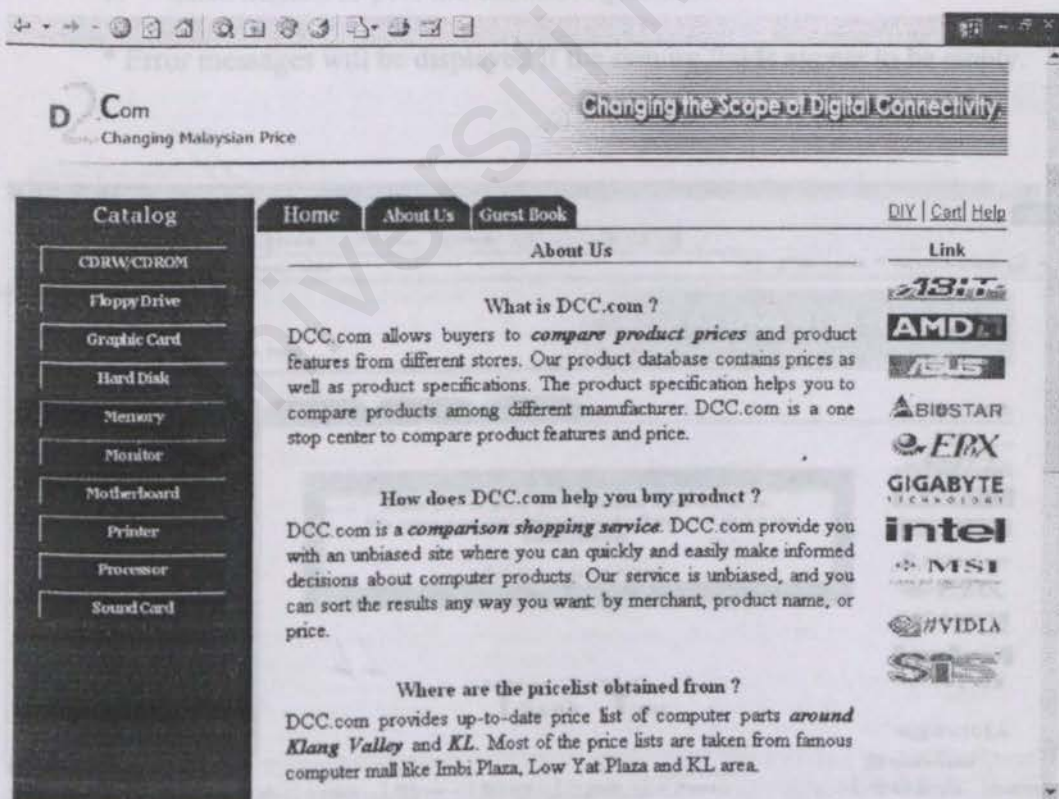 * Error messages will be displayed if the
D2Com
Changing Malaysian Price
Changing the Scope of Digital Connectivity.
Catalog
CDRW/CDROM
Floppy Drive
Graphic Card
Hard Disk
Memory
Monitor
Motherboard
Printer
Processor
Sound Card
Home About Us Guest Book
DIY | Cart| Help
About Us
What is DCC.com ?
DCC.com allows buyers to compare product prices and product
features from different stores. Our product database contains prices as
well as product specifications. The product specification helps you to
compare products among different manufacturer. DCC.com is a one
stop center to compare product features and price.
How does DCC.com help you buy product ?
DCC.com is a comparison shopping service. DCC.com provide you
with an unbiased site where you can quickly and easily make informed
decisions about computer products. Our service is unbiased, and you
can sort the results any way you want: by merchant, product name, or
price.
Where are the pricelist obtained from ?
DCC.com provides up-to-date price list of computer parts around
Klang Valley and KL. Most of the price lists are taken from famous
computer mall like Imbi Plaza, Low Yat Plaza and KL area.
Link
ABIT
AMD
ASUS
BIOSTAR
EPoX
GIGABYTE
TECHNOLOGY
intel
MSI
nVIDIA
SiS